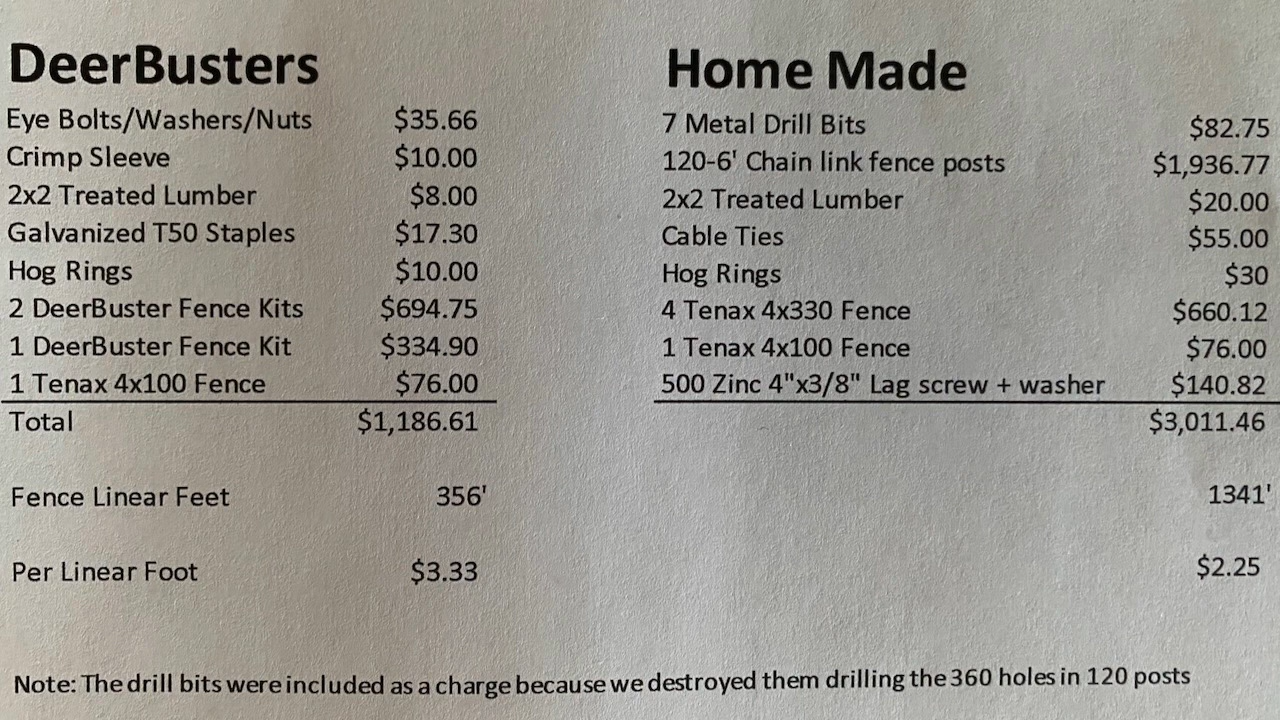 DeerBusters
Eye Bolts/Washers/Nuts $35.66
Crimp Sleeve $10.00
2x2 Treated Lumber $8.00
Galvanized T50 Staples $17.30
Hog Rings $10.00
2 DeerBuster Fence Kits $694.75
1 DeerBuster Fence Kit $334.90
1 Tenax 4x100 Fence $76.00
Total $1,186.61
Fence Linear Feet 356'
Per Linear Foot $3.33
Home Made
7 Metal Drill Bits $82.75
120-6' Chain link fence posts $1,936.77
2x2 Treated Lumber $20.00
Cable Ties $55.00
Hog Rings $30
4 Tenax 4x330 Fence $660.12
1 Tenax 4x100 Fence $76.00
500 Zinc 4"x3/8" Lag screw + washer $140.82
$3,011.46
1341'
$2.25
Note: The drill bits were included as a charge because we destroyed them drilling the 360 holes in 120 posts